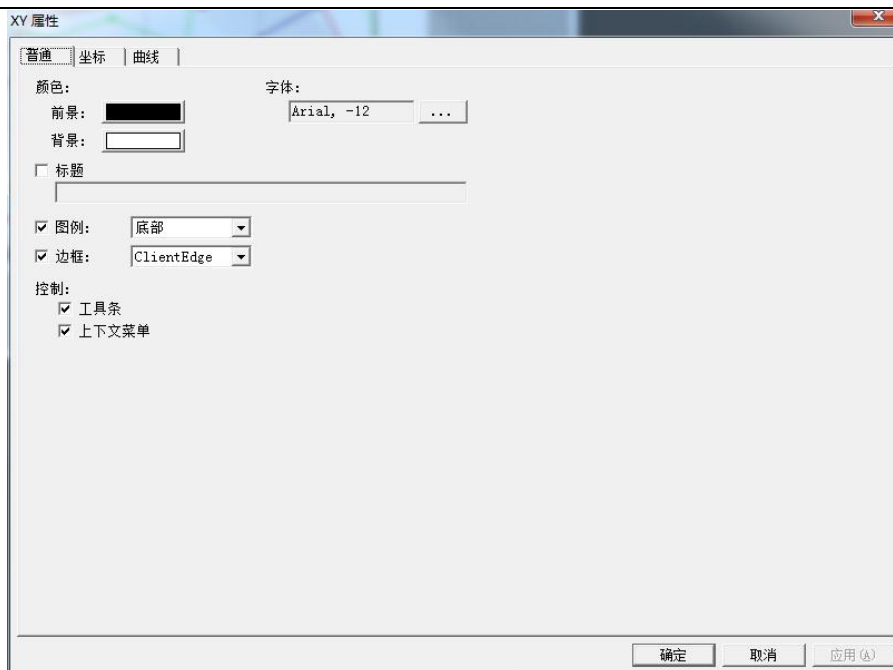 XY 属性
普通 坐标 曲线
颜色: 字体:
前景: Arial, -12 ...
背景:
标题
图例: 底部
边框: ClientEdge
控制:
工具条
上下文菜单
确定 取消 应用(A)